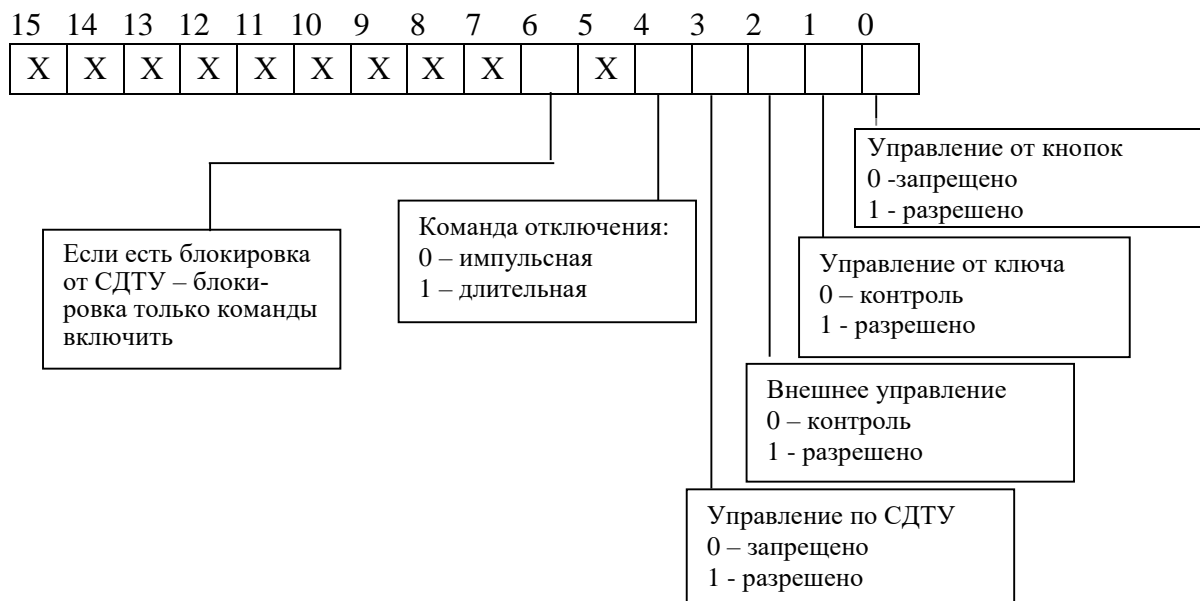 15 14 13 12 11 10 9 8 7 6 5 4 3 2 1 0
X X X X X X X X X X
Управление от кнопок
0 -запрещено
1 - разрешено
Если есть блокировка
от СДТУ – блоки-
ровка только команды
включить
Команда отключения:
0 – импульсная
1 – длительная
Управление от ключа
0 – контроль
1 - разрешено
Внешнее управление
0 – контроль
1 - разрешено
Управление по СДТУ
0 – запрещено
1 - разрешено